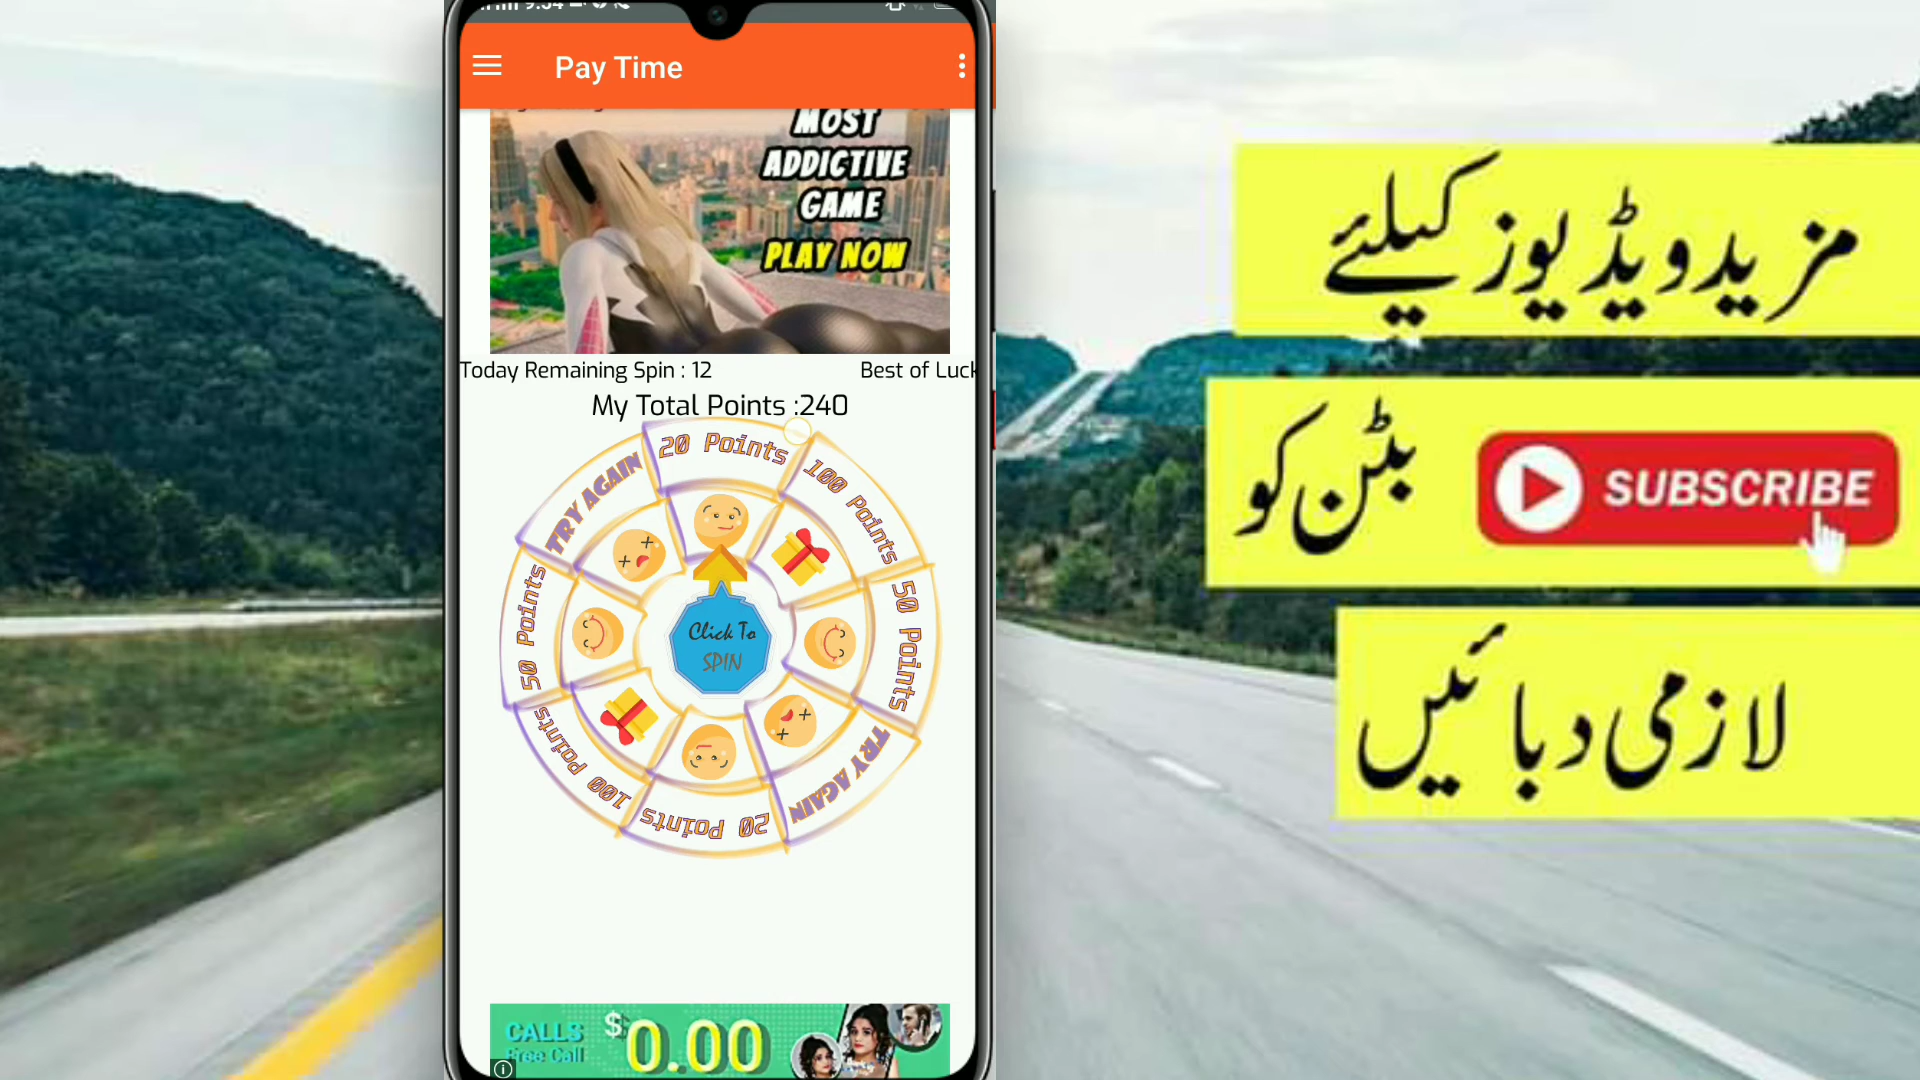 9:54
Pay Time
MOST
ADDICTIVE
GAME
PLAY NOW
Today Remaining Spin : 12
Best of Luck
My Total Points :240
20 Points
100 Points
50 Points
TRY AGAIN
20 Points
100 Points
50 Points
TRY AGAIN
Click To
SPIN
CALLS
Free Call
$0.00
مزید ویڈیوز کیلئے
SUBSCRIBE بٹن کو
لازمی دبائیں